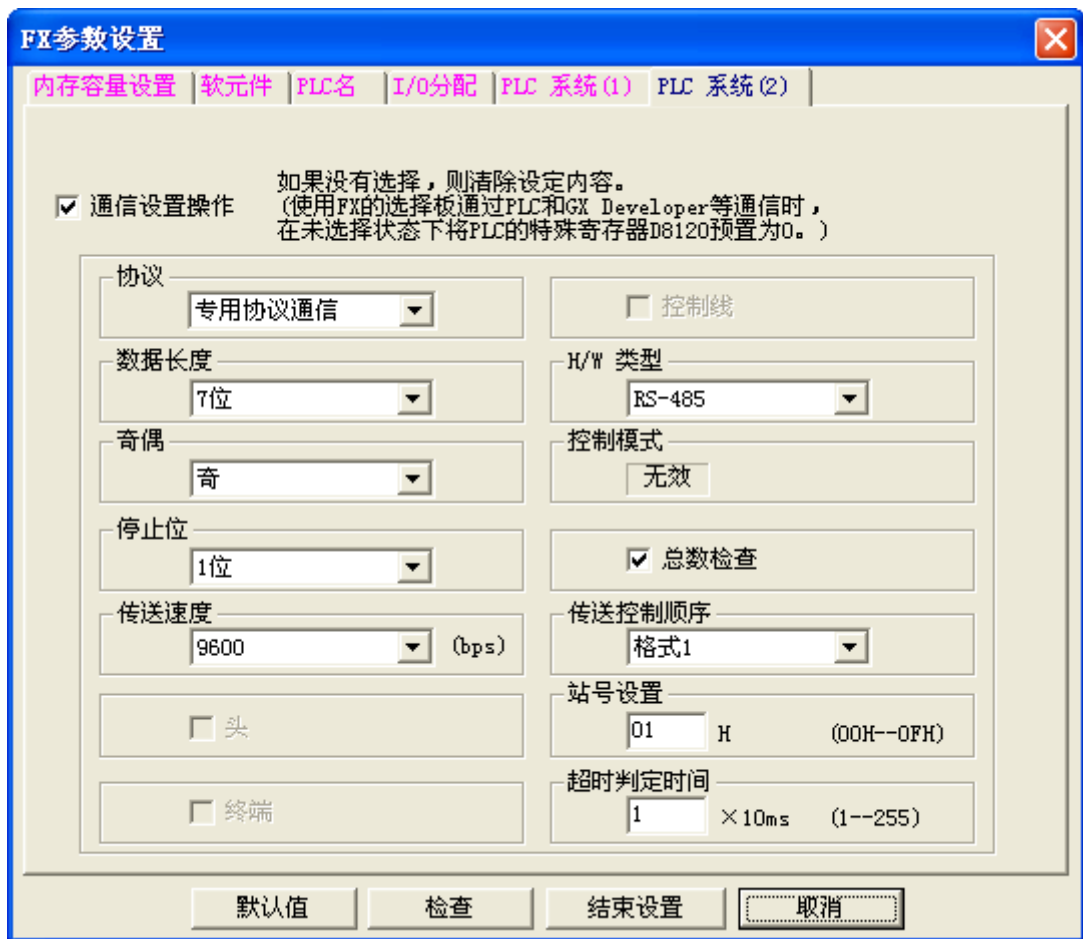 FX参数设置
内存容量设置 软元件 PLC名 I/O分配 PLC 系统(1) PLC 系统(2)
如果没有选择,则清除设定内容。
通信设置操作 (使用FX的选择板通过PLC和GX Developer等通信时,
在未选择状态下将PLC的特殊寄存器D8120预置为0。)
协议
专用协议通信
控制线
数据长度
7位
H/W 类型
RS-485
奇偶
奇
控制模式
无效
停止位
1位
总数检查
传送速度
9600 (bps)
传送控制顺序
格式1
头
站号设置
01 H (00H--0FH)
终端
超时判定时间
1 ×10ms (1--255)
默认值 检查 结束设置 取消